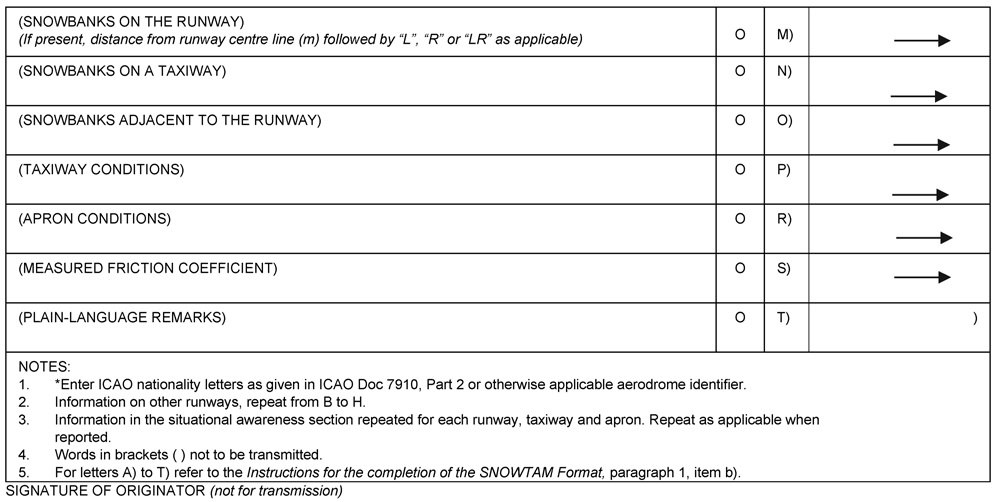 (SNOWBANKS ON THE RUNWAY)
(If present, distance from runway centre line (m) followed by “L”, “R” or “LR” as applicable) O M)
(SNOWBANKS ON A TAXIWAY) O N)
(SNOWBANKS ADJACENT TO THE RUNWAY) O O)
(TAXIWAY CONDITIONS) O P)
(APRON CONDITIONS) O R)
(MEASURED FRICTION COEFFICIENT) O S)
(PLAIN-LANGUAGE REMARKS) O T) )
NOTES:
1. *Enter ICAO nationality letters as given in ICAO Doc 7910, Part 2 or otherwise applicable aerodrome identifier.
2. Information on other runways, repeat from B to H.
3. Information in the situational awareness section repeated for each runway, taxiway and apron. Repeat as applicable when
reported.
4. Words in brackets ( ) not to be transmitted.
5. For letters A) to T) refer to the Instructions for the completion of the SNOWTAM Format, paragraph 1, item b).
SIGNATURE OF ORIGINATOR (not for transmission)